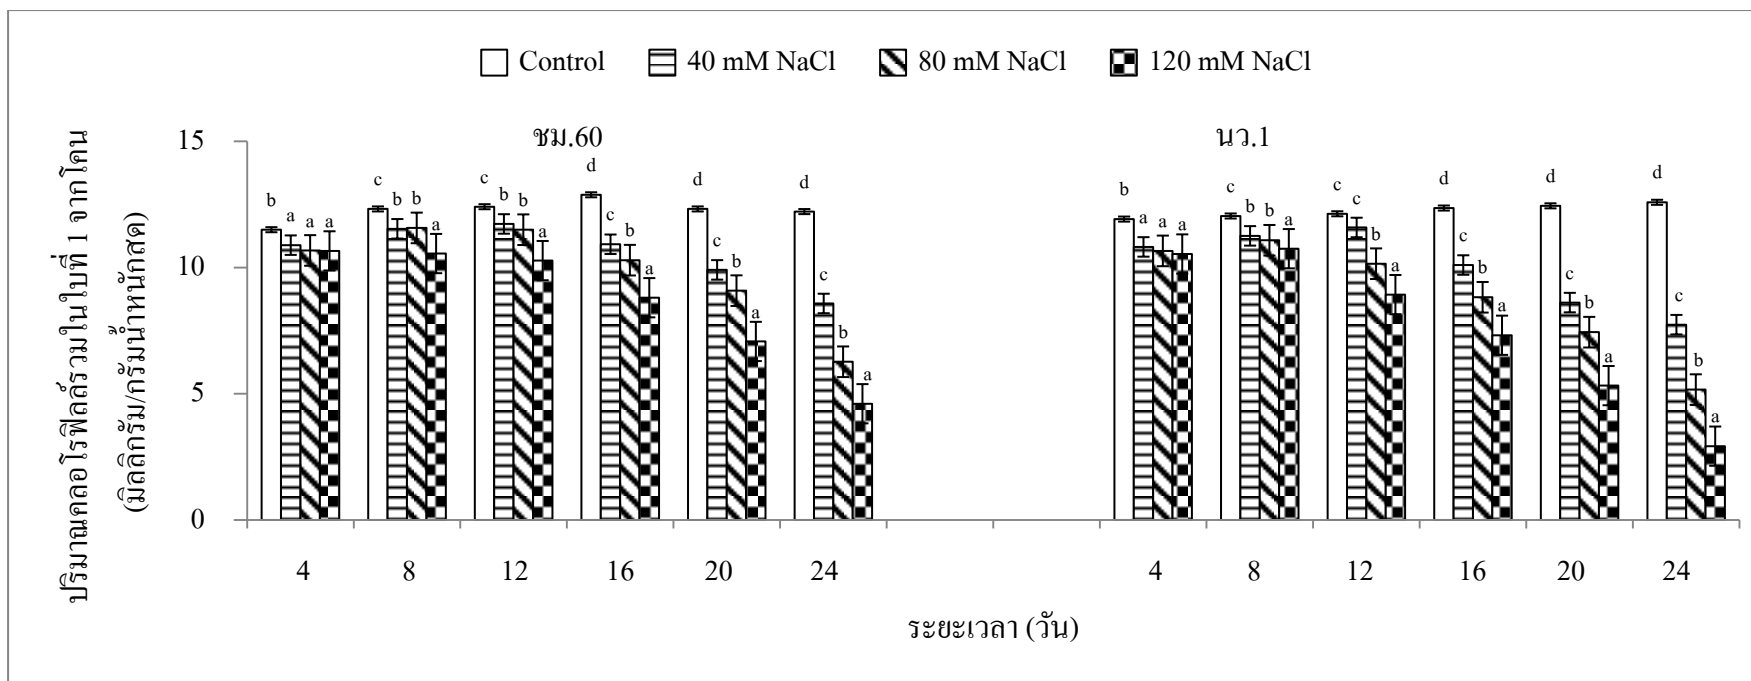 Control 40 mM NaCl 80 mM NaCl 120 mM NaCl
ชม.60 นว.1
ปริมาณคลอโรฟิลล์รวมในใบที่ 1 จากโคน
(มิลลิกรัม/กรัมน้ำหนักสด)
15
10
5
0
b a a a c b b a c b b a d c b a d c b a d c b a
b a a a c b b a c c b a d c b a d c b a d c b a
4 8 12 16 20 24 4 8 12 16 20 24
ระยะเวลา (วัน)